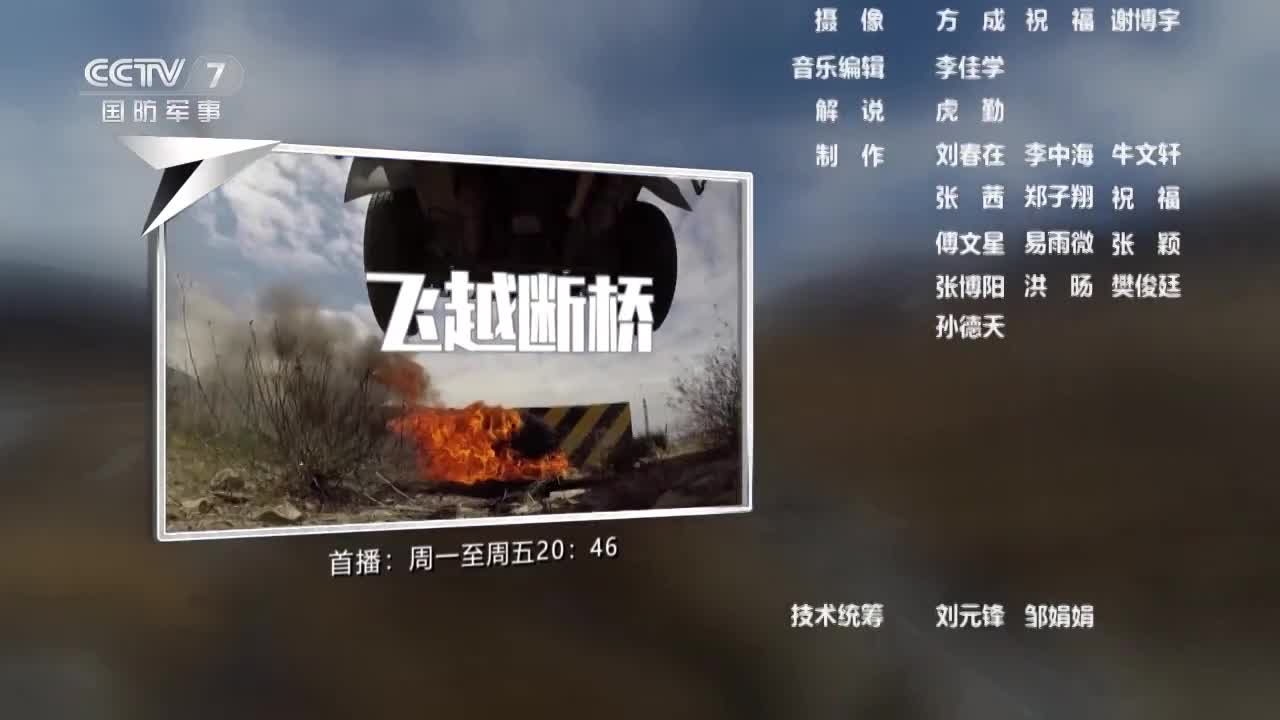 CCTV 7
国防军事
飞越断桥
首播：周一至周五20：46
摄 像 方 成 祝 福 谢博宇
音乐编辑 李佳学
解 说 虎 勤
制 作 刘春在 李中海 牛文轩
张 茜 郑子翔 祝 福
傅文星 易雨微 张 颖
张博阳 洪 旸 樊俊廷
孙德天
技术统筹 刘元锋 邹娟娟